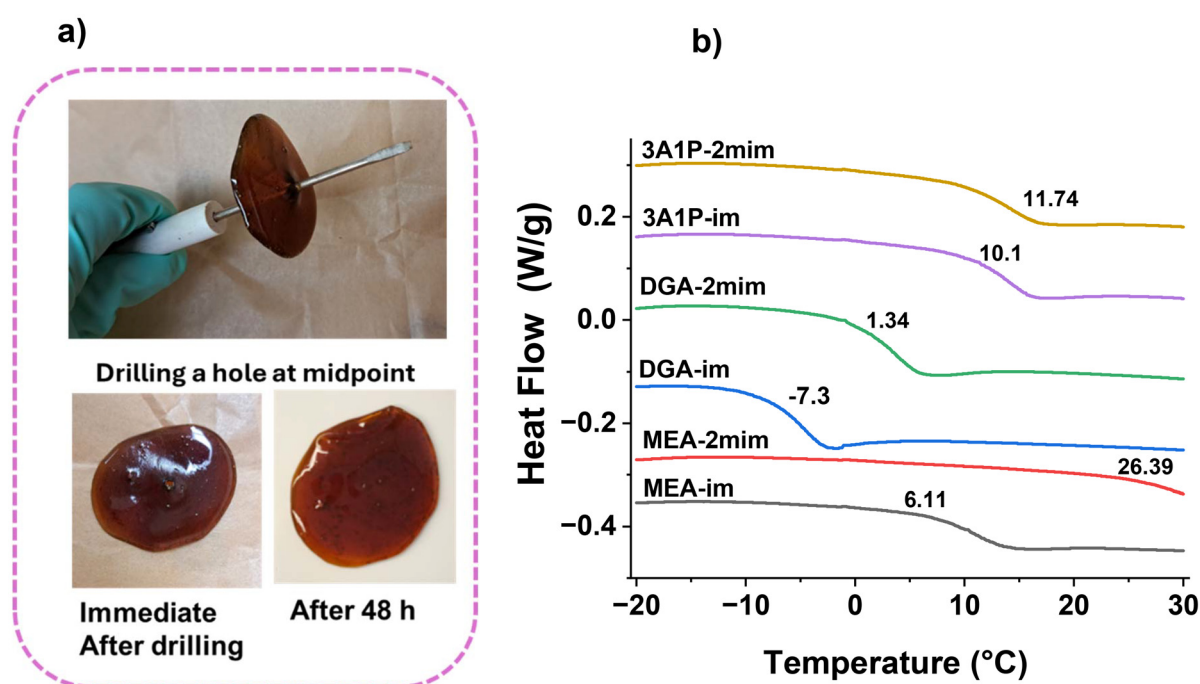 a)
Drilling a hole at midpoint
Immediate
After drilling
After 48 h
b)
Heat Flow (W/g)
0.2
0.0
−0.2
−0.4
3A1P-2mim
11.74
3A1P-im
10.1
DGA-2mim
1.34
DGA-im
-7.3
MEA-2mim
26.39
MEA-im
6.11
−20
−10
0
10
20
30
Temperature (°C)